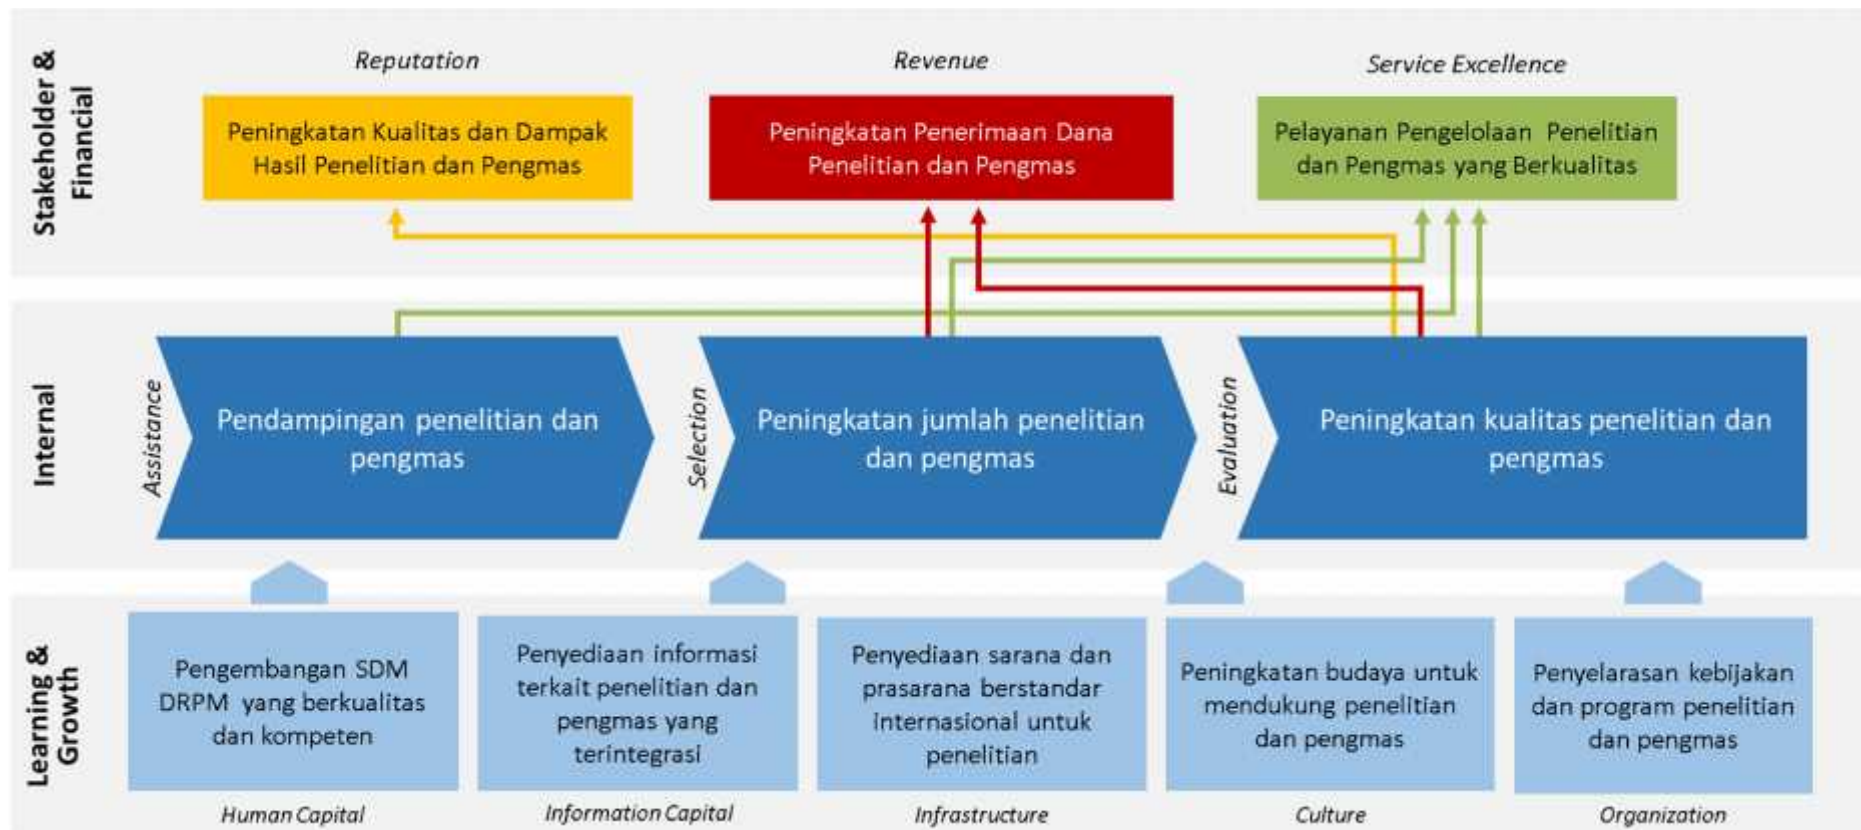 Stakeholder &
Financial
Reputation
Peningkatan Kualitas dan Dampak
Hasil Penelitian dan Pengmas
Revenue
Peningkatan Penerimaan Dana
Penelitian dan Pengmas
Service Excellence
Pelayanan Pengelolaan Penelitian
dan Pengmas yang Berkualitas
Internal
Assistance
Pendampingan penelitian dan
pengmas
Selection
Peningkatan jumlah penelitian
dan pengmas
Evaluation
Peningkatan kualitas penelitian dan
pengmas
Learning &
Growth
Pengembangan SDM
DRPM yang berkualitas
dan kompeten
Human Capital
Penyediaan informasi
terkait penelitian dan
pengmas yang
terintegrasi
Information Capital
Penyediaan sarana dan
prasarana berstandar
internasional untuk
penelitian
Infrastructure
Peningkatan budaya untuk
mendukung penelitian
dan pengmas
Culture
Penyelarasan kebijakan
dan program penelitian
dan pengmas
Organization